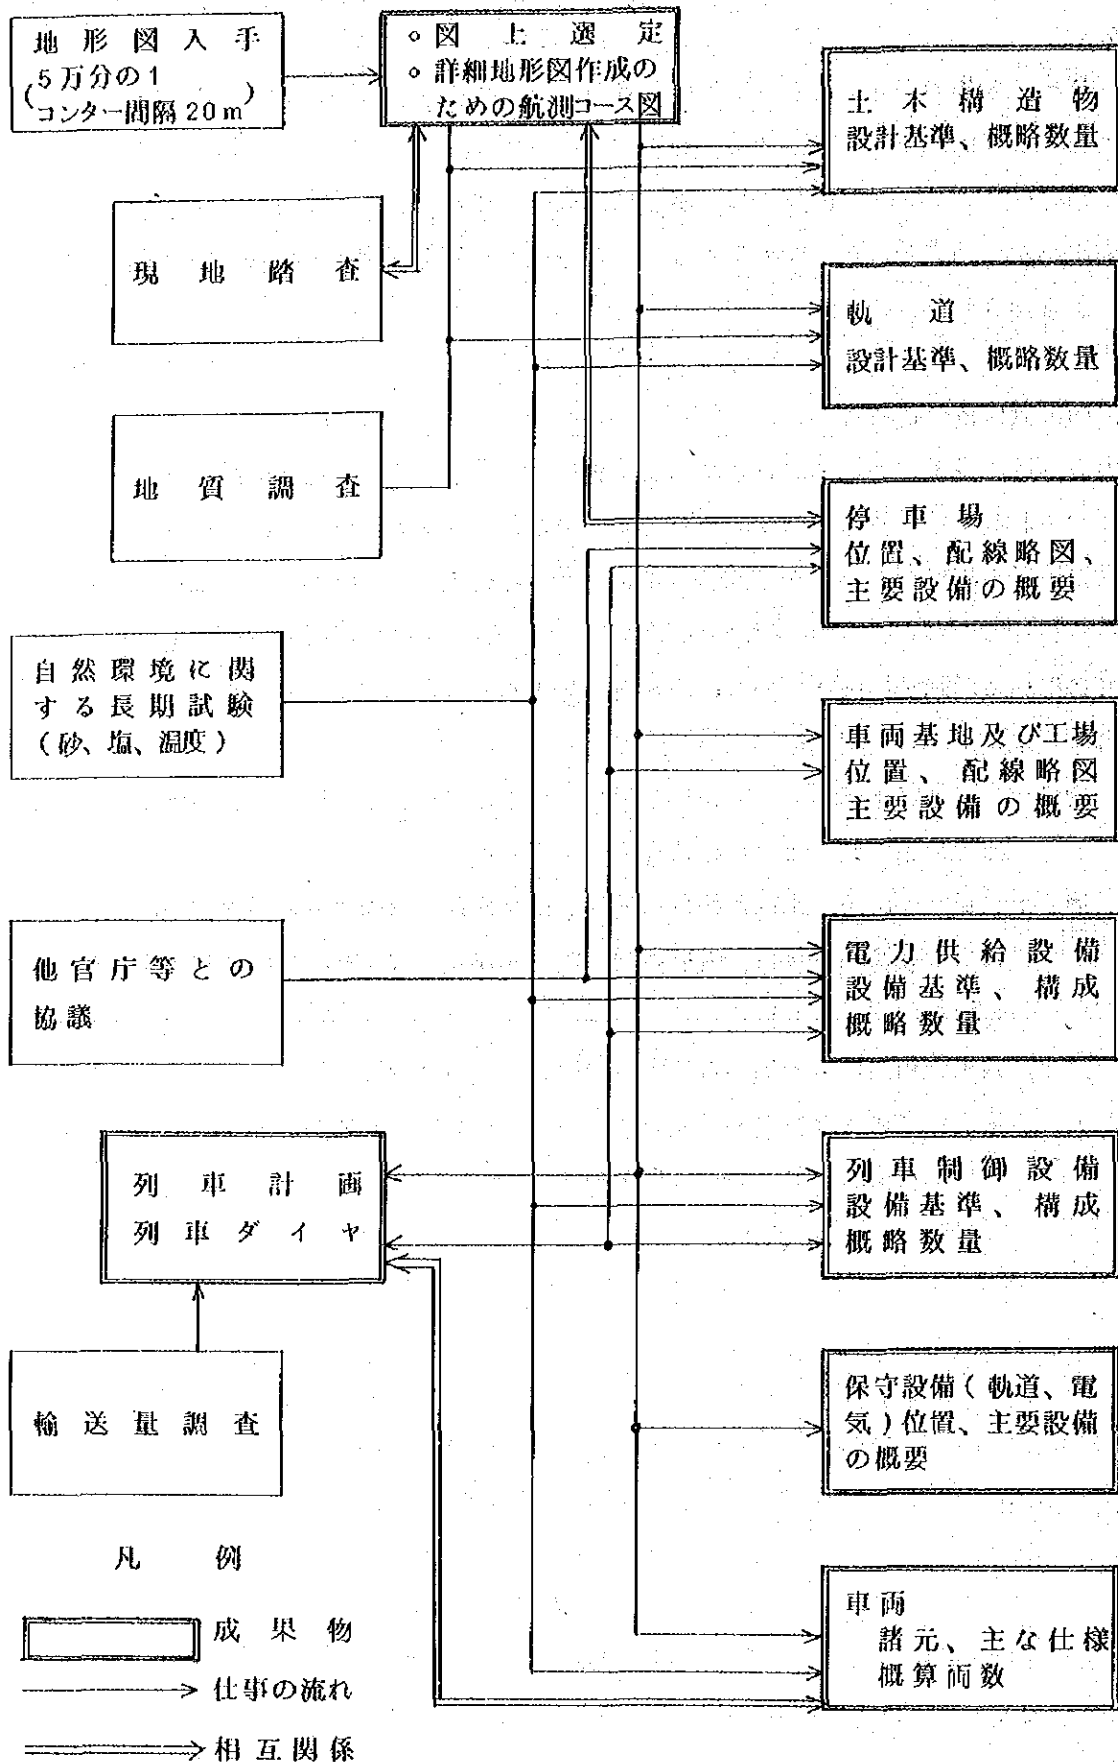 地形図入手
(5万分の1
コンター間隔20m)
○図上選定
○詳細地形図作成の
ための航測コース図
土木構造物
設計基準、概略数量
現地踏査
軌道
設計基準、概略数量
地質調査
停車場
位置、配線略図、
主要設備の概要
自然環境に関
する長期試験
(砂、塩、温度)
車両基地及び工場
位置、配線略図
主要設備の概要
他官庁等との
協議
電力供給設備
設備基準、構成
概略数量
列車計画
列車ダイヤ
列車制御設備
設備基準、構成
概略数量
輸送量調査
保守設備(軌道、電
気)位置、主要設備
の概要
車両
諸元、主な仕様
概算両数
凡例
成果物
仕事の流れ
相互関係